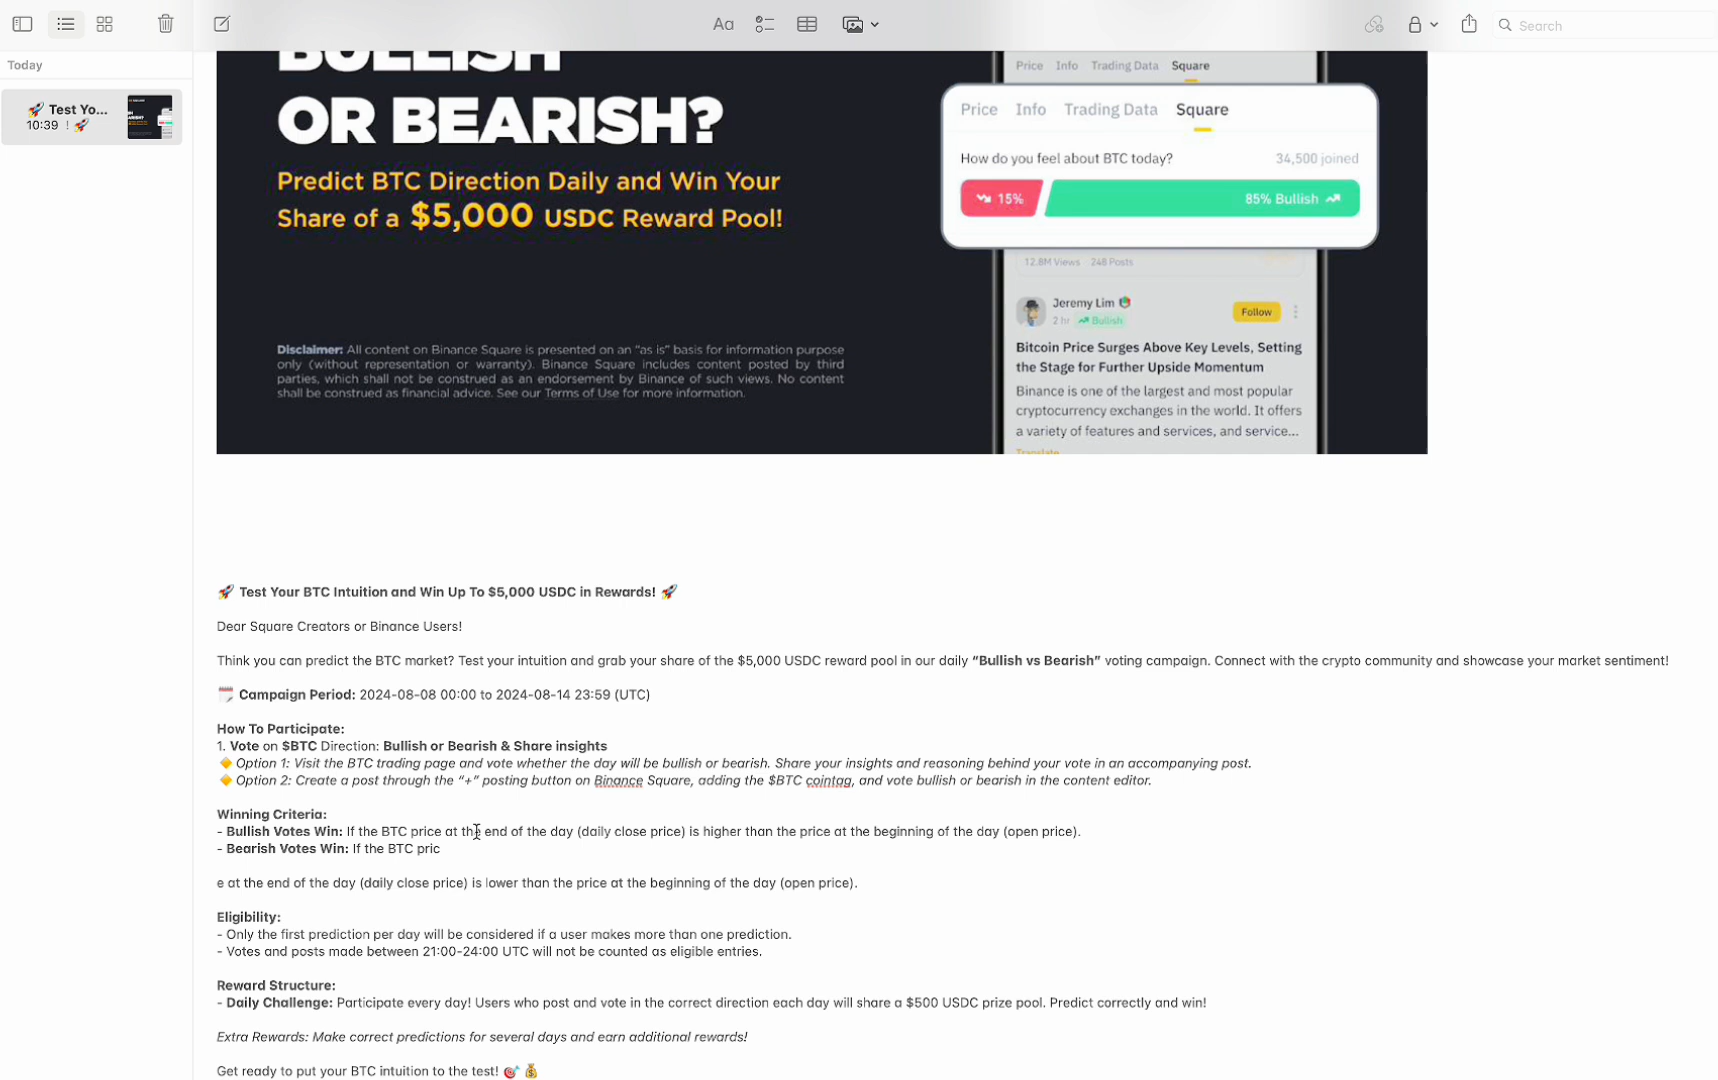 Search
Today
🚀 Test Yo...
10:39 ! 🚀
BULLISH
OR BEARISH?
Predict BTC Direction Daily and Win Your
Share of a $5,000 USDC Reward Pool!
Disclaimer: All content on Binance Square is presented on an “as is” basis for information purpose
only (without representation or warranty). Binance Square includes content posted by third
parties, which shall not be construed as an endorsement by Binance of such views. No content
shall be construed as financial advice. See our Terms of Use for more information.
Price Info Trading Data Square
Price Info Trading Data Square
How do you feel about BTC today? 34,500 joined
15% 85% Bullish
12.8M Views · 248 Posts
Jeremy Lim
Follow
2 hr Bullish
Bitcoin Price Surges Above Key Levels, Setting
the Stage for Further Upside Momentum
Binance is one of the largest and most popular
cryptocurrency exchanges in the world. It offers
a variety of features and services, and service...
Translate
🚀 Test Your BTC Intuition and Win Up To $5,000 USDC in Rewards! 🚀
Dear Square Creators or Binance Users!
Think you can predict the BTC market? Test your intuition and grab your share of the $5,000 USDC reward pool in our daily “Bullish vs Bearish” voting campaign. Connect with the crypto community and showcase your market sentiment!
🗓️ Campaign Period: 2024-08-08 00:00 to 2024-08-14 23:59 (UTC)
How To Participate:
1. Vote on $BTC Direction: Bullish or Bearish & Share insights
🔸 Option 1: Visit the BTC trading page and vote whether the day will be bullish or bearish. Share your insights and reasoning behind your vote in an accompanying post.
🔸 Option 2: Create a post through the “+” posting button on Binance Square, adding the $BTC cointag, and vote bullish or bearish in the content editor.
Winning Criteria:
- Bullish Votes Win: If the BTC price at the end of the day (daily close price) is higher than the price at the beginning of the day (open price).
- Bearish Votes Win: If the BTC pric
e at the end of the day (daily close price) is lower than the price at the beginning of the day (open price).
Eligibility:
- Only the first prediction per day will be considered if a user makes more than one prediction.
- Votes and posts made between 21:00-24:00 UTC will not be counted as eligible entries.
Reward Structure:
- Daily Challenge: Participate every day! Users who post and vote in the correct direction each day will share a $500 USDC prize pool. Predict correctly and win!
Extra Rewards: Make correct predictions for several days and earn additional rewards!
Get ready to put your BTC intuition to the test! 🎯 💰